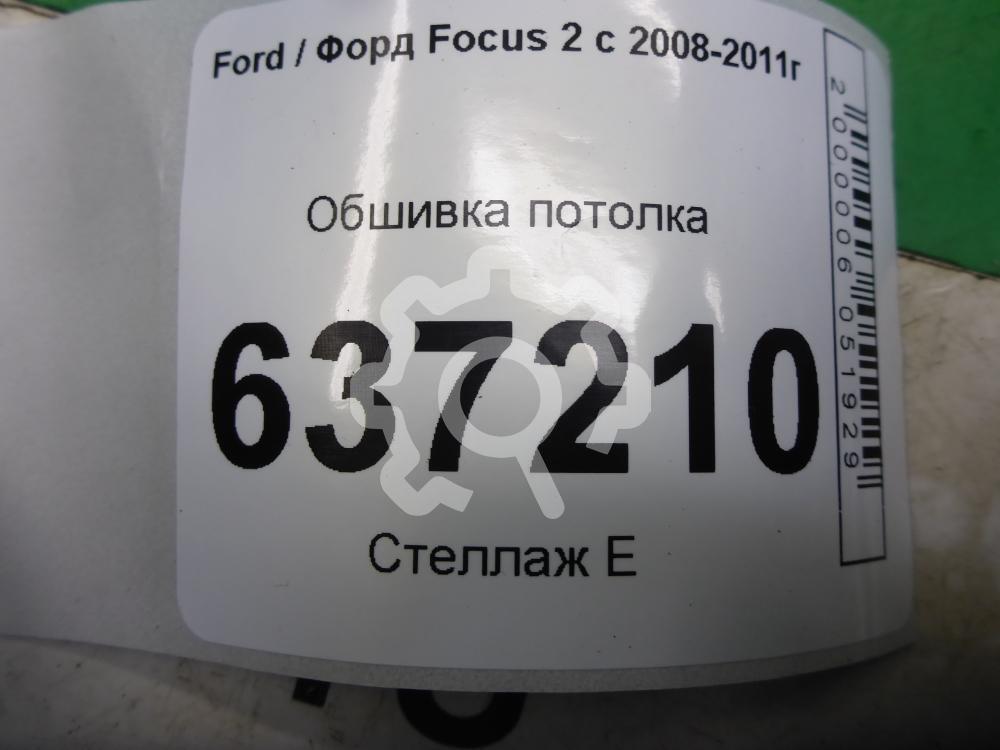 Ford / Форд Focus 2 с 2008-2011г
Обшивка потолка
637210
Стеллаж Е
2000006051929